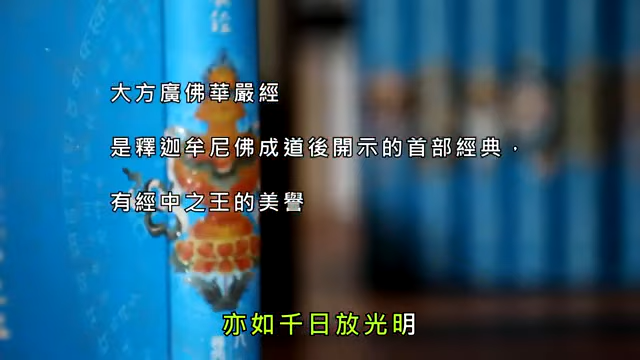 大方廣佛華嚴經
是釋迦牟尼佛成道後開示的首部經典，
有經中之王的美譽
亦如千日放光明